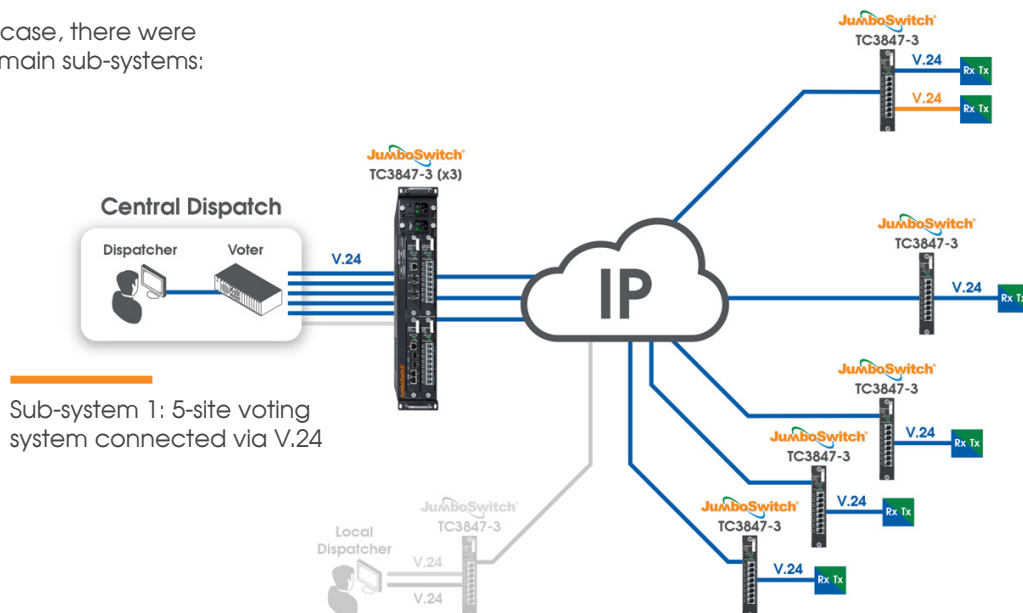 case, there were
main sub-systems:
JumboSwitch®
TC3847-3
V.24
Rx Tx
V.24
Rx Tx
JumboSwitch®
TC3847-3 (x3)
Central Dispatch
Dispatcher
Voter
V.24
IP
JumboSwitch®
TC3847-3
V.24
Rx Tx
Sub-system 1: 5-site voting
system connected via V.24
JumboSwitch®
TC3847-3
V.24
Rx Tx
JumboSwitch®
TC3847-3
V.24
Rx Tx
JumboSwitch®
TC3847-3
V.24
Rx Tx
JumboSwitch®
TC3847-3
Local
Dispatcher
V.24
V.24